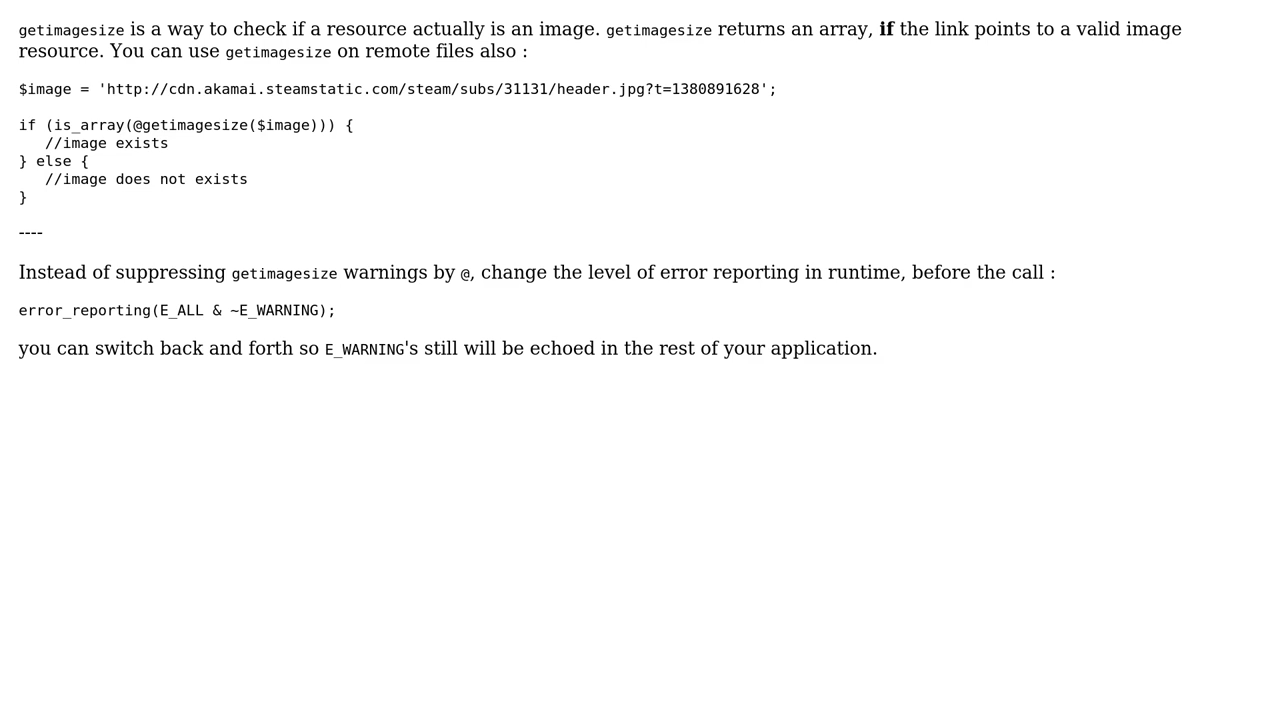 getimagesize is a way to check if a resource actually is an image. getimagesize returns an array, if the link points to a valid image
resource. You can use getimagesize on remote files also :
$image = 'http://cdn.akamai.steamstatic.com/steam/subs/31131/header.jpg?t=1380891628';
if (is_array(@getimagesize($image))) {
   //image exists
} else {
   //image does not exists
}
----
Instead of suppressing getimagesize warnings by @, change the level of error reporting in runtime, before the call :
error_reporting(E_ALL & ~E_WARNING);
you can switch back and forth so E_WARNING's still will be echoed in the rest of your application.